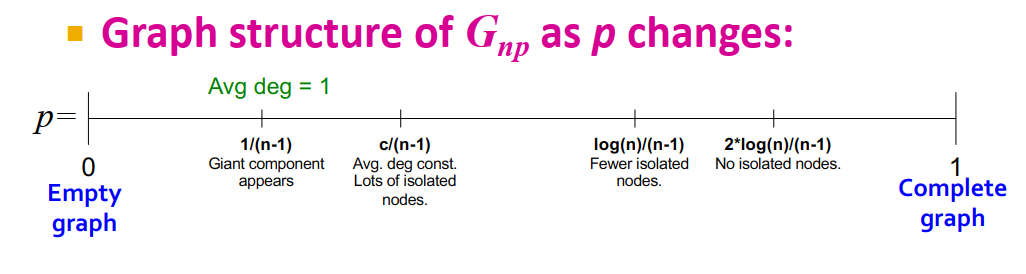 Graph structure of Gnp as p changes:
Avg deg = 1
p=
1/(n-1)
Giant component
appears
c/(n-1)
Avg. deg const.
Lots of isolated
nodes.
log(n)/(n-1)
Fewer isolated
nodes.
2*log(n)/(n-1)
No isolated nodes.
0
Empty
graph
1
Complete
graph